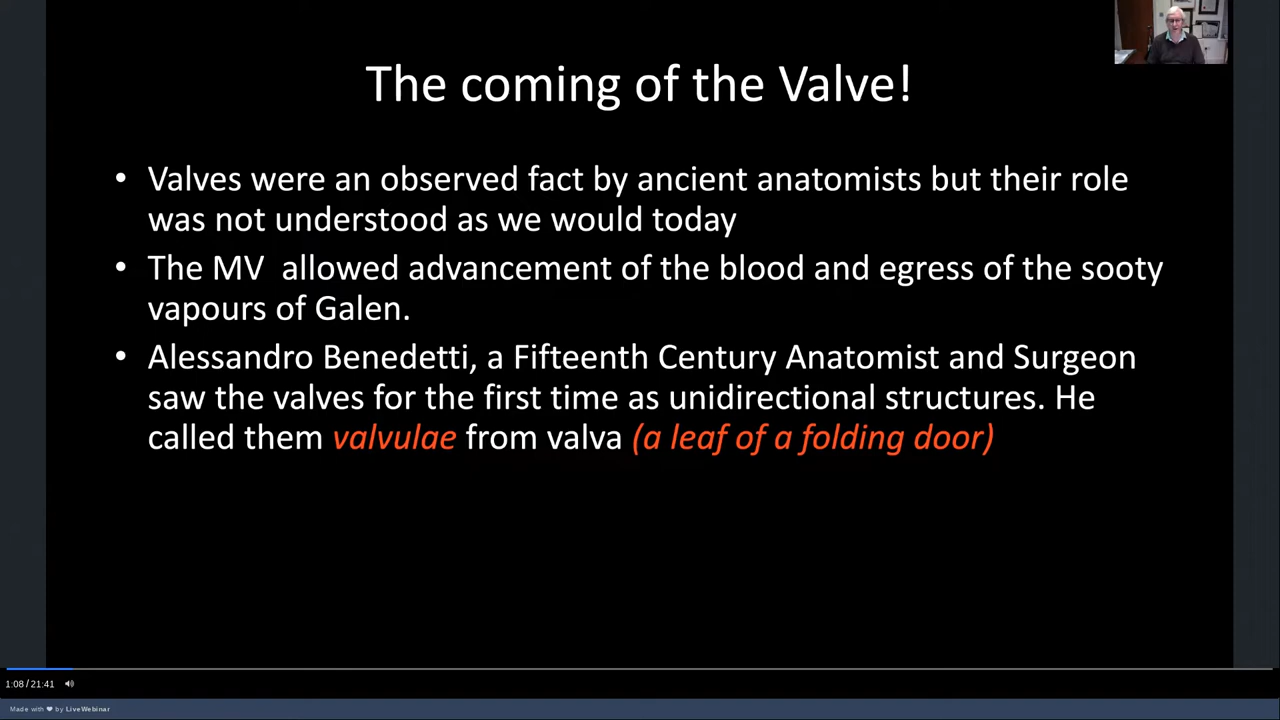 The coming of the Valve!
• Valves were an observed fact by ancient anatomists but their role
was not understood as we would today
• The MV  allowed advancement of the blood and egress of the sooty
vapours of Galen.
• Alessandro Benedetti, a Fifteenth Century Anatomist and Surgeon
saw the valves for the first time as unidirectional structures. He
called them valvulae from valva (a leaf of a folding door)
1:08 / 21:41
Made with ❤ by LiveWebinar